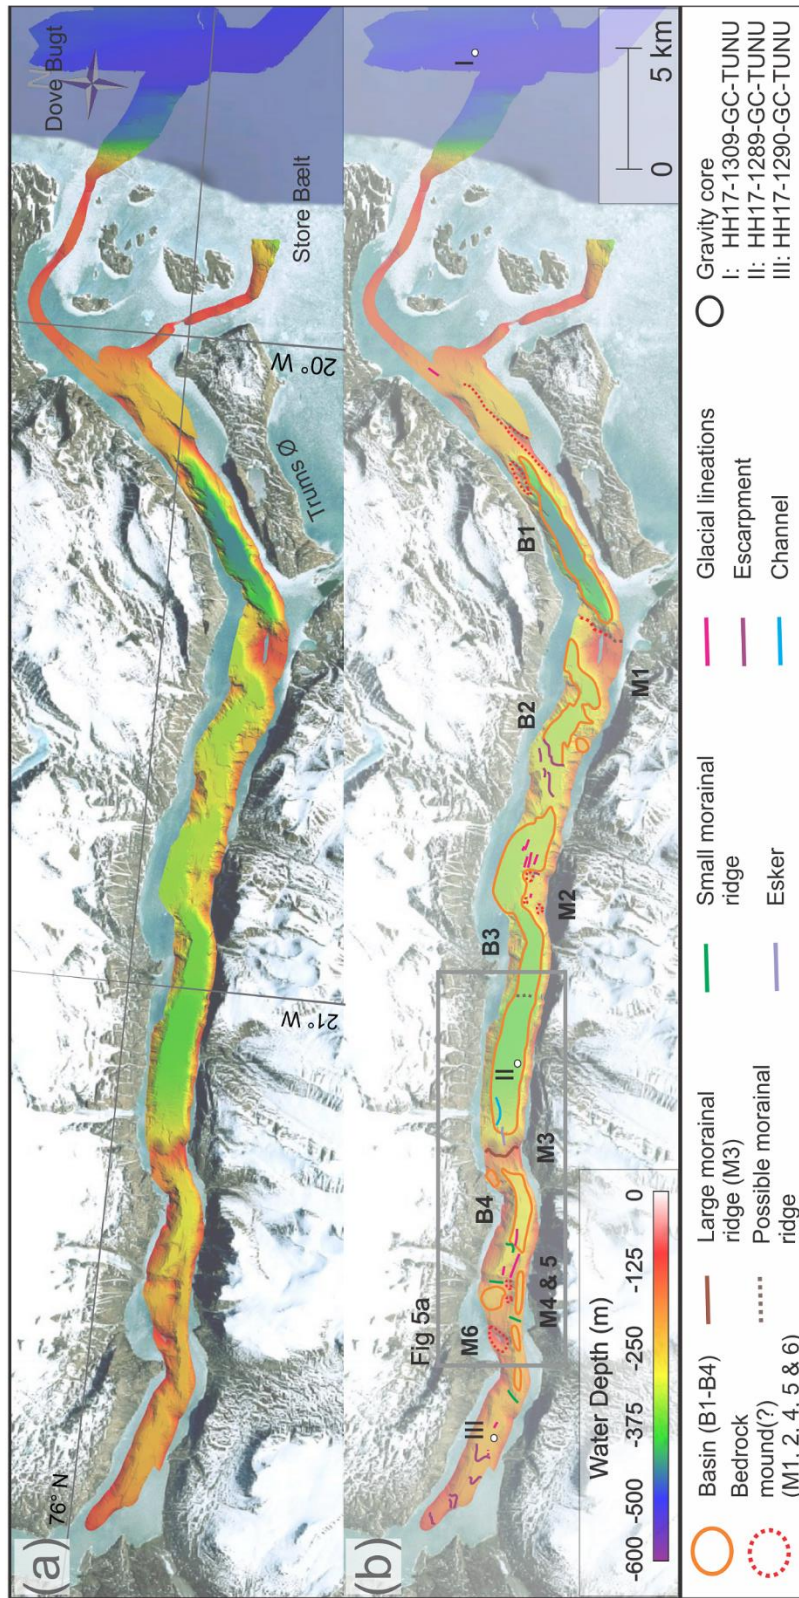 (a)
Dove Bugt
N
Store Bælt
20° W
Trums Ø
21° W
76° N
(b)
I
0 5 km
B1
M1
B2
B3
M2
II
Fig 5a
B4
M3
M4 & 5
M6
III
Water Depth (m)
-600 -500 -375 -250 -125 0
Basin (B1-B4)
Bedrock
mound(?)
(M1, 2, 4, 5 & 6)
Large morainal
ridge (M3)
Possible morainal
ridge
Small morainal
ridge
Esker
Glacial lineations
Escarpment
Channel
Gravity core
I: HH17-1309-GC-TUNU
II: HH17-1289-GC-TUNU
III: HH17-1290-GC-TUNU